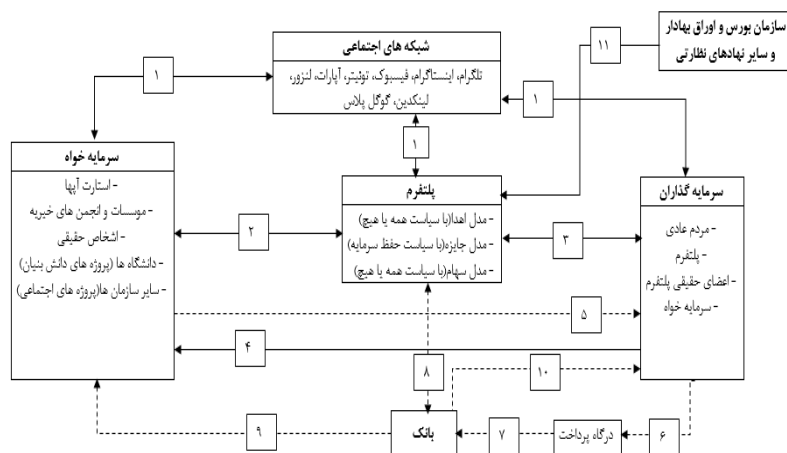 سازمان بورس و اوراق بهادار
و سایر نهادهای نظارتی
۱۱
شبکه های اجتماعی
تلگرام، اینستاگرام، فیسبوک، توئیتر، آپارات، لنزور،
لینکدین، گوگل پلاس
۱
۱
۱
سرمایه گذاران
- مردم عادی
- پلتفرم
- اعضای حقیقی پلتفرم
- سرمایه خواه
پلتفرم
- مدل اهدا(با سیاست همه یا هیچ)
- مدل جایزه(با سیاست حفظ سرمایه)
- مدل سهام(با سیاست همه یا هیچ)
سرمایه خواه
- استارت آپها
- موسسات و انجمن های خیریه
- اشخاص حقیقی
- دانشگاه ها (پروژه های دانش بنیان)
- سایر سازمان ها(پروژه های اجتماعی)
۳
۲
۵
۴
۸
۱۰
۶
درگاه پرداخت
۷
بانک
۹